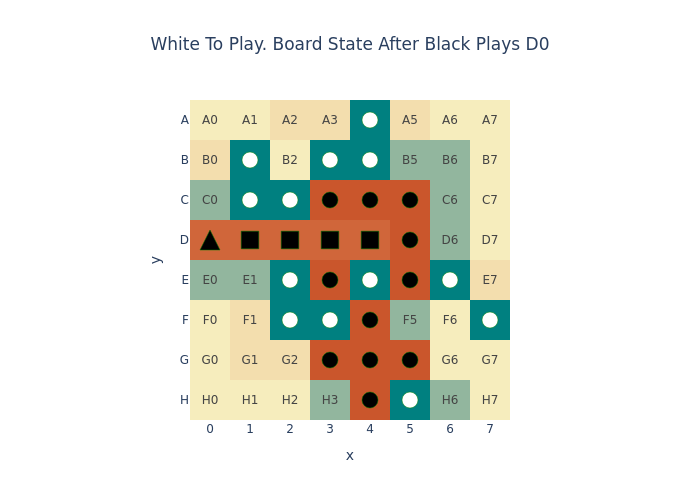 White To Play. Board State After Black Plays D0
A A0 A1 A2 A3 A5 A6 A7
B B0 B2 B5 B6 B7
C C0 C6 C7
D D6 D7
E E0 E1 E7
F F0 F1 F5 F6
G G0 G1 G2 G6 G7
H H0 H1 H2 H3 H6 H7
0 1 2 3 4 5 6 7
x
y